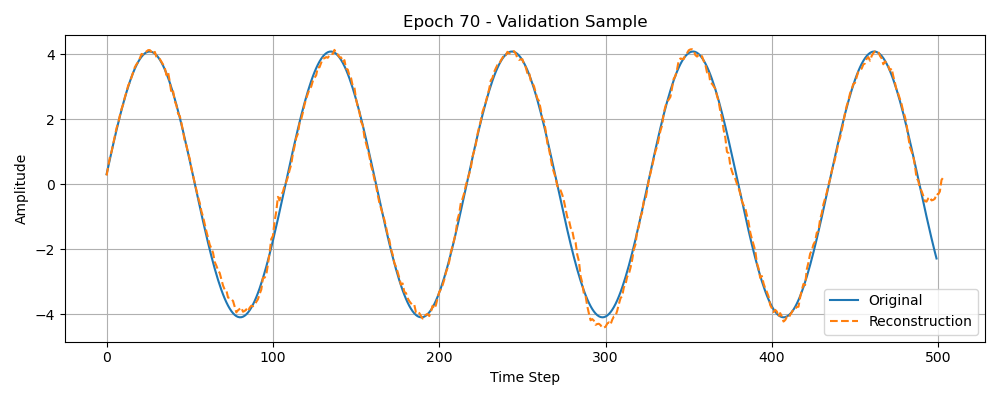 Epoch 70 - Validation Sample
Amplitude
4
2
0
−2
−4
0 100 200 300 400 500
Time Step
Original
Reconstruction